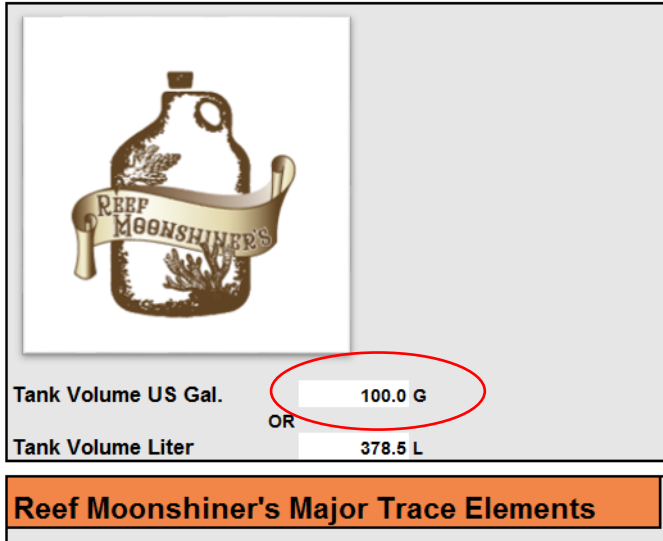 REEF
MOONSHINER'S
Tank Volume US Gal. 100.0 G
OR
Tank Volume Liter 378.5 L
Reef Moonshiner's Major Trace Elements